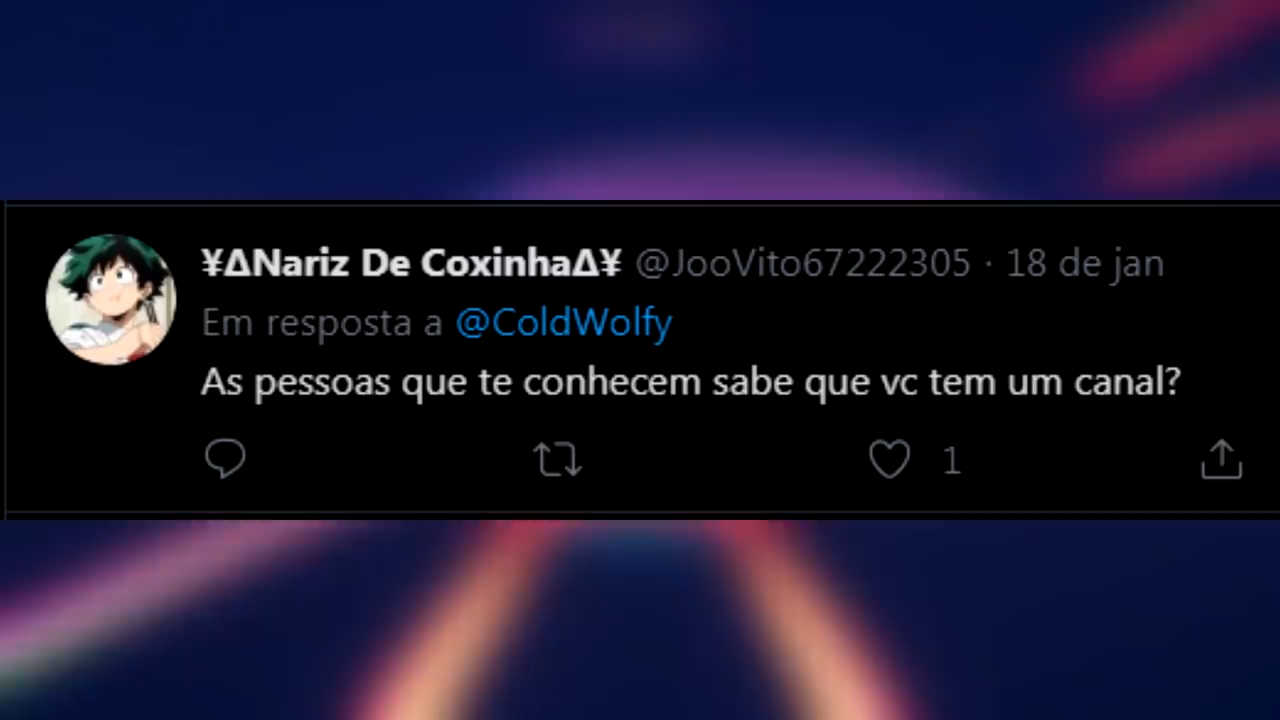 ¥ΔNariz De CoxinhaΔ¥ @JooVito67222305 · 18 de jan
Em resposta a @ColdWolfy
As pessoas que te conhecem sabe que vc tem um canal?
1